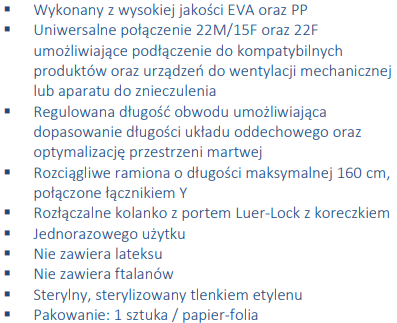 ▪ Wykonany z wysokiej jakości EVA oraz PP
▪ Uniwersalne połączenie 22M/15F oraz 22F
umożliwiające podłączenie do kompatybilnych
produktów oraz urządzeń do wentylacji mechanicznej
lub aparatu do znieczulenia
▪ Regulowana długość obwodu umożliwiająca
dopasowanie długości układu oddechowego oraz
optymalizację przestrzeni martwej
▪ Rozciągliwe ramiona o długości maksymalnej 160 cm,
połączone łącznikiem Y
▪ Rozłączalne kolanko z portem Luer-Lock z koreczkiem
▪ Jednorazowego użytku
▪ Nie zawiera lateksu
▪ Nie zawiera ftalanów
▪ Sterylny, sterylizowany tlenkiem etylenu
▪ Pakowanie: 1 sztuka / papier-folia